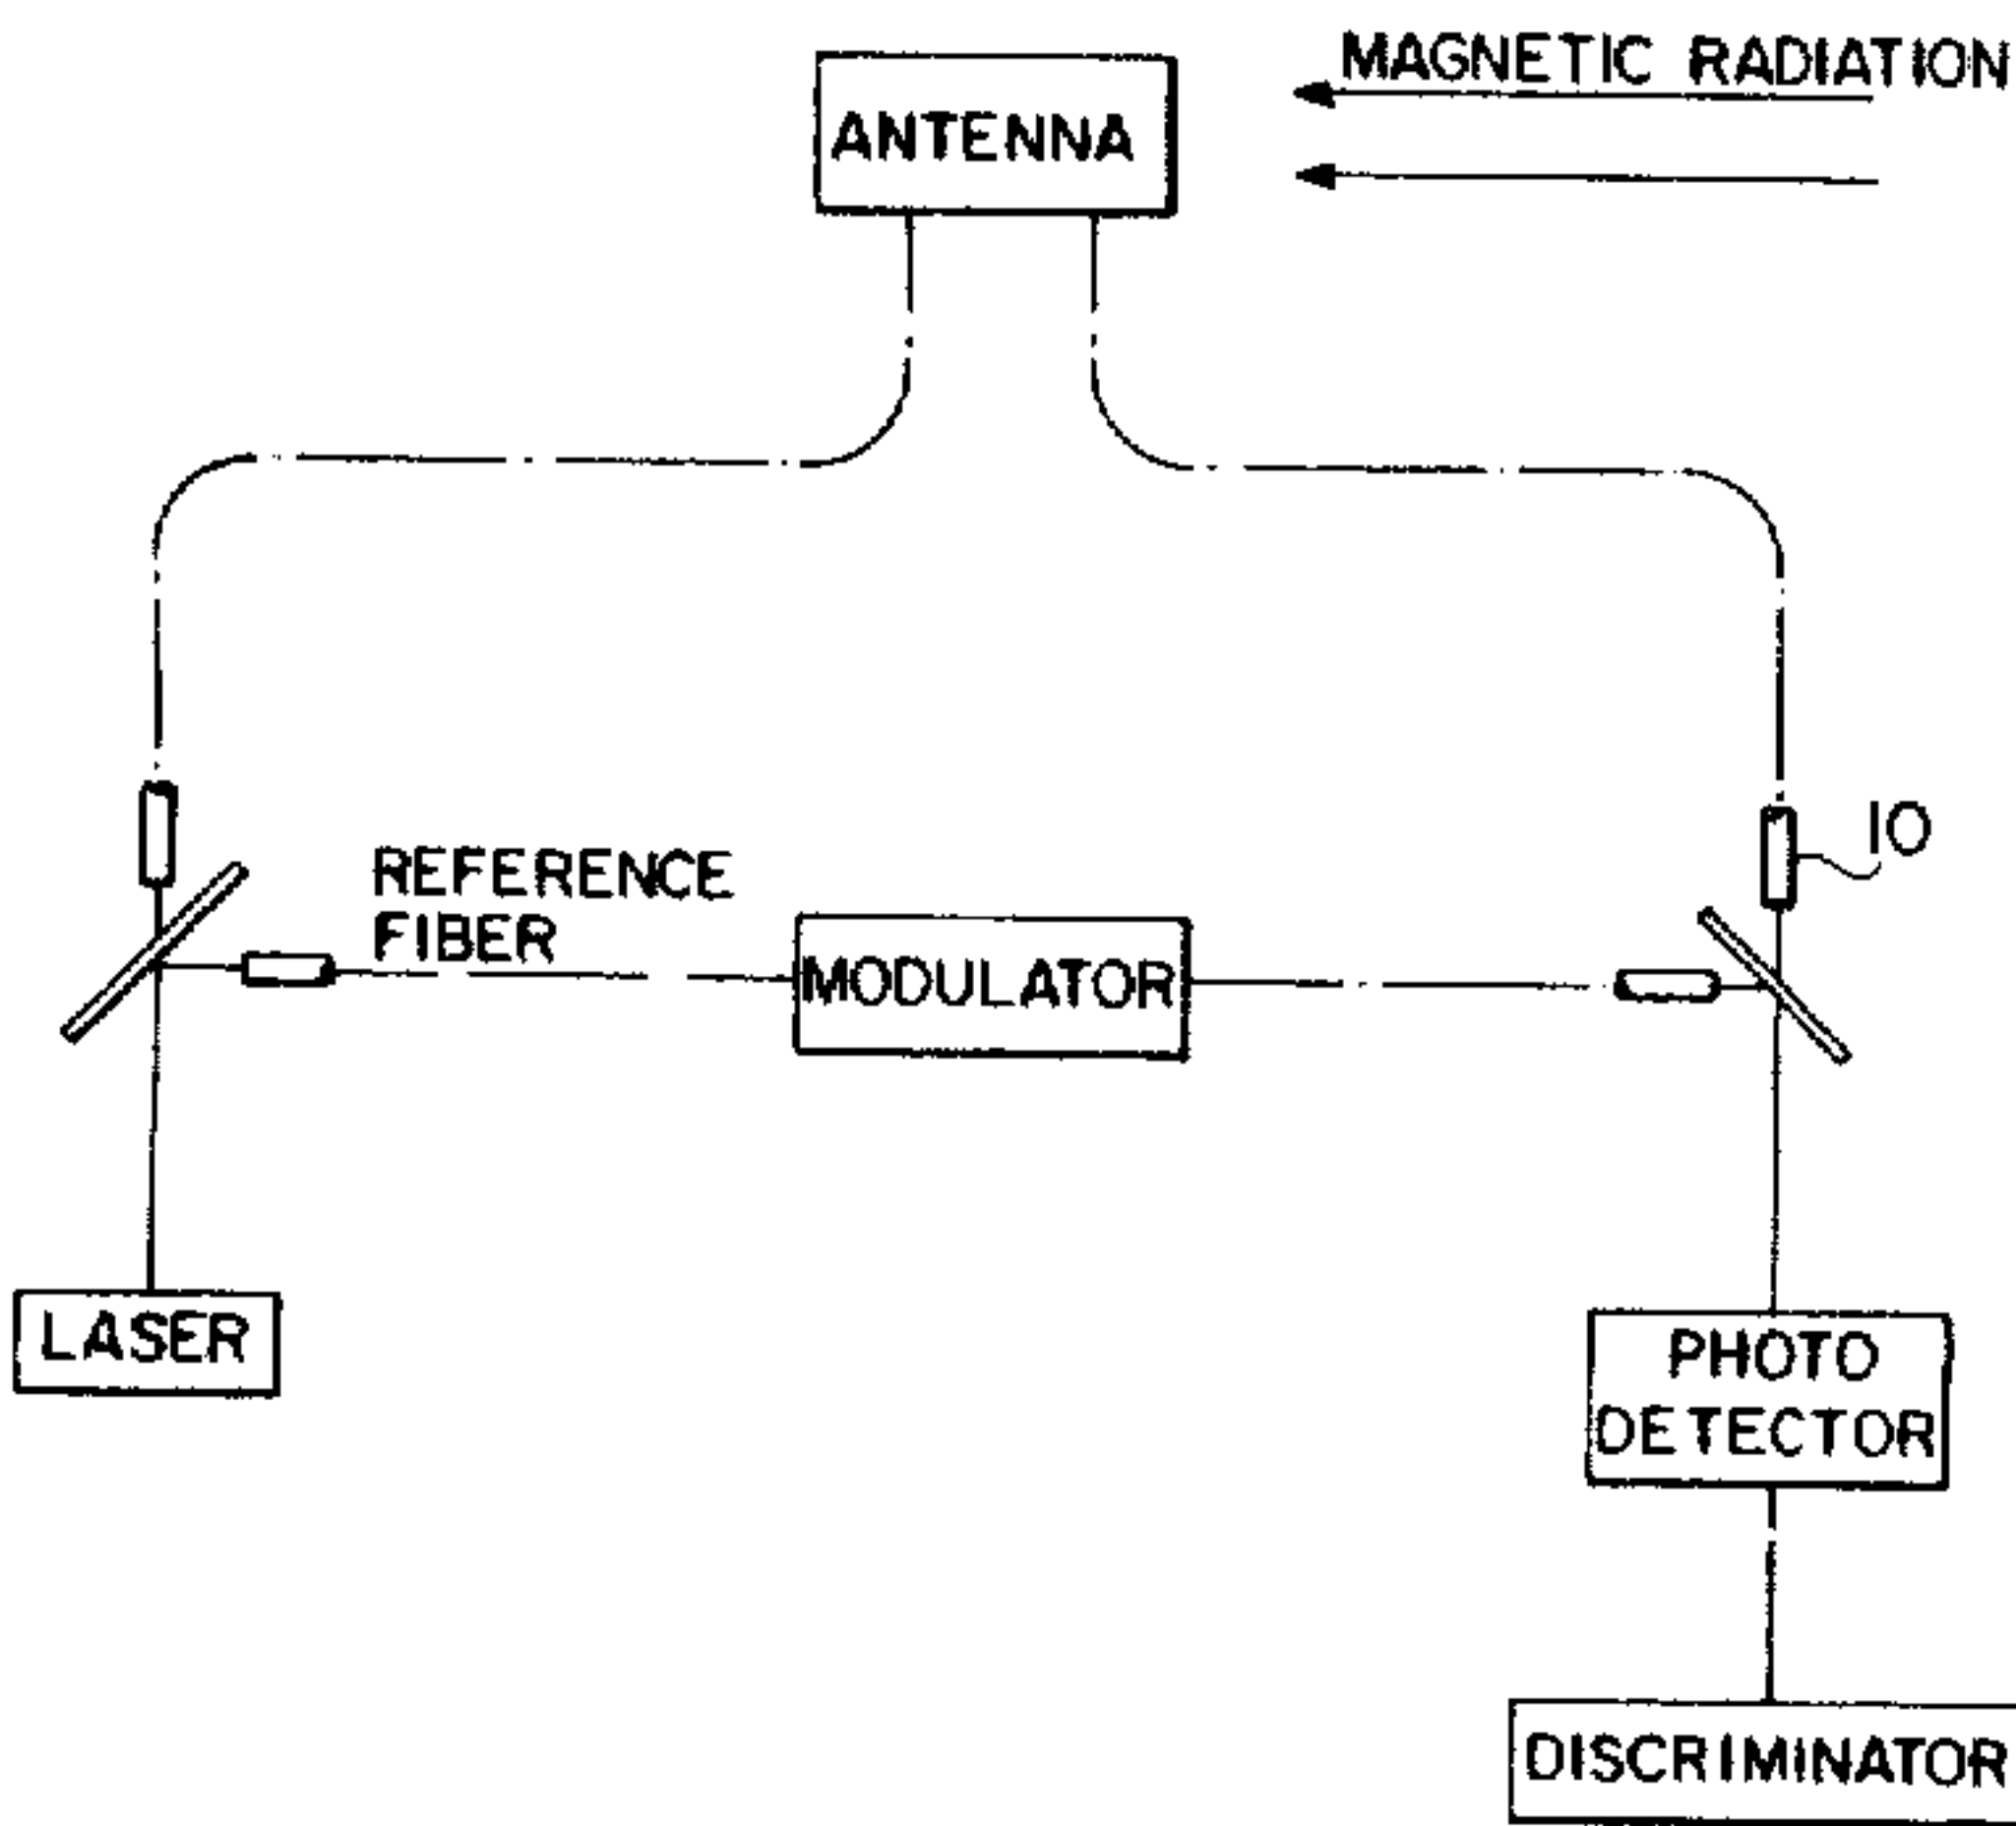 MAGNETIC RADIATION
ANTENNA
10
REFERENCE
FIBER
MODULATOR
LASER
PHOTO
DETECTOR
DISCRIMINATOR